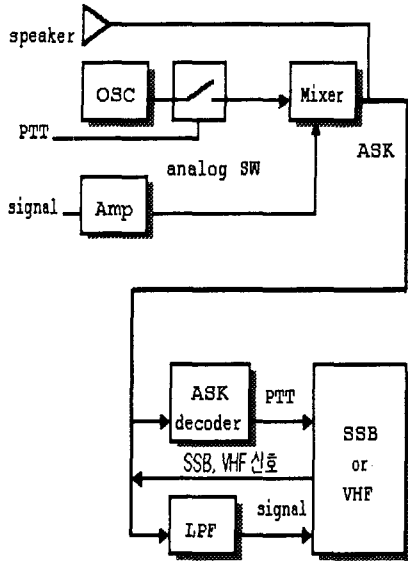 speaker
OSC
Mixer
PTT
ASK
analog SW
signal
Amp
ASK
decoder
PTT
SSB
or
VHF
SSB, VHF 신호
signal
LPF